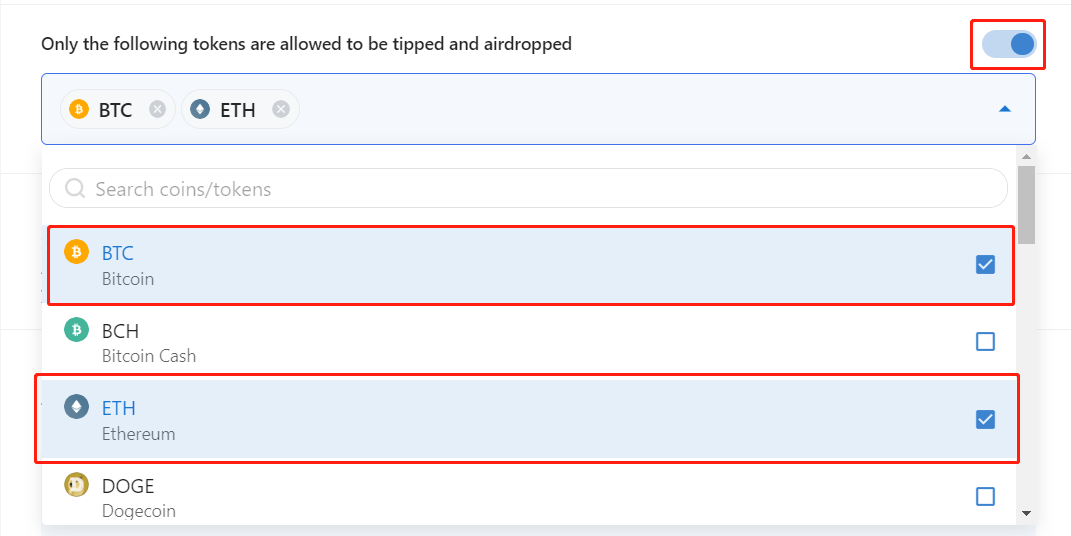 Only the following tokens are allowed to be tipped and airdropped
BTC ETH
Search coins/tokens
BTC
Bitcoin
BCH
Bitcoin Cash
ETH
Ethereum
DOGE
Dogecoin